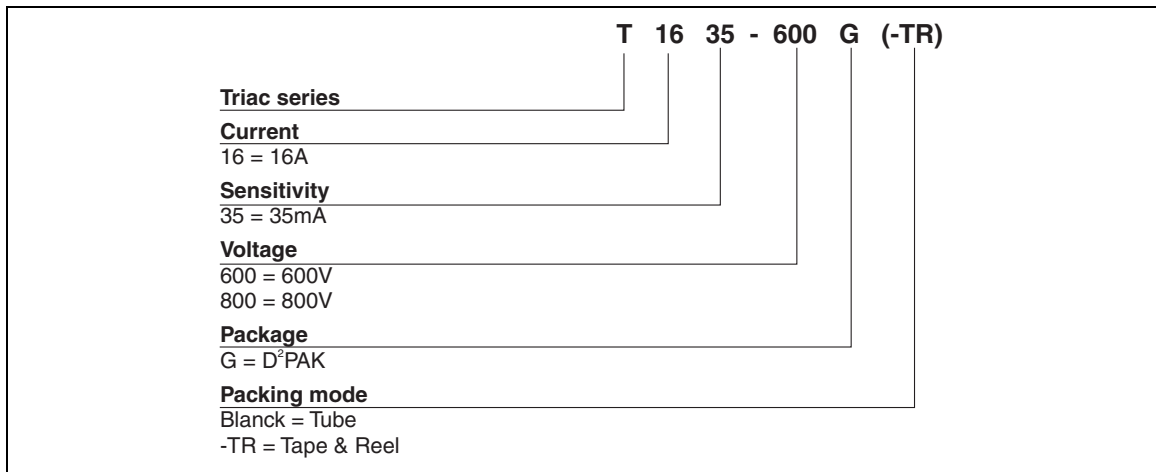 T 16 35 - 600 G (-TR)
Triac series
Current
16 = 16A
Sensitivity
35 = 35mA
Voltage
600 = 600V
800 = 800V
Package
G = D²PAK
Packing mode
Blanck = Tube
-TR = Tape & Reel